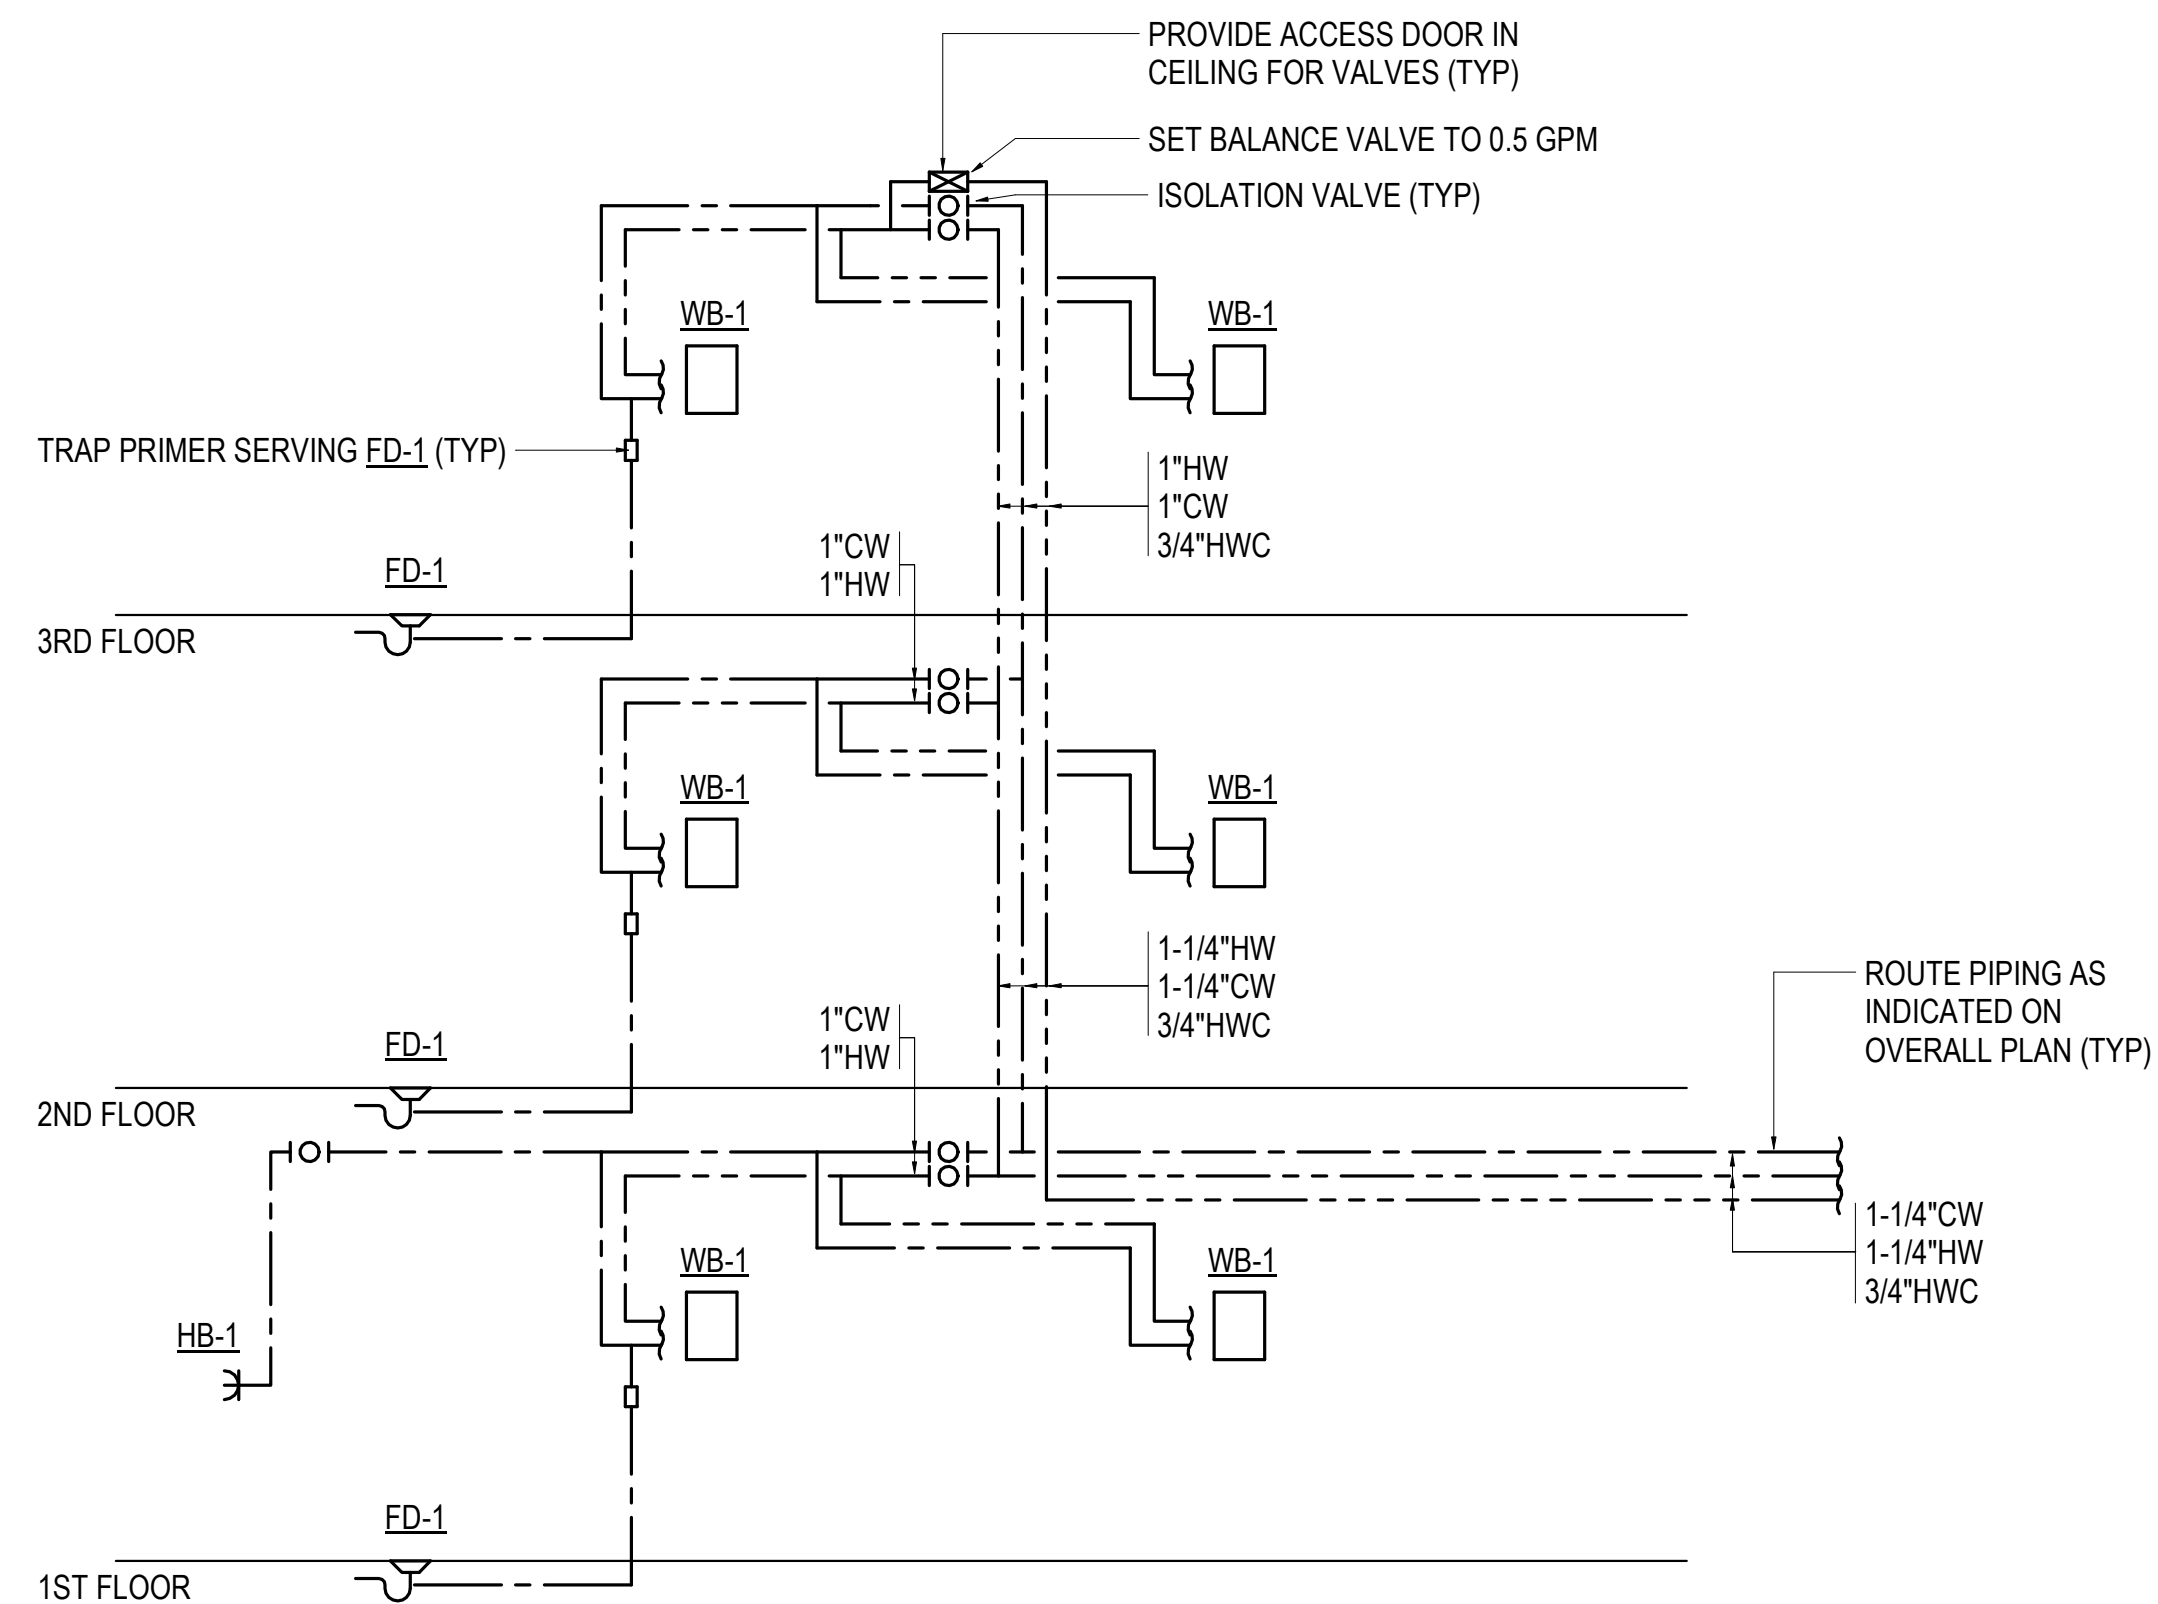 PROVIDE ACCESS DOOR IN
CEILING FOR VALVES (TYP)
SET BALANCE VALVE TO 0.5 GPM
ISOLATION VALVE (TYP)
WB-1
WB-1
TRAP PRIMER SERVING FD-1 (TYP)
1"HW
1"CW
3/4"HWC
1"CW
1"HW
FD-1
3RD FLOOR
WB-1
WB-1
1-1/4"HW
1-1/4"CW
3/4"HWC
ROUTE PIPING AS
INDICATED ON
OVERALL PLAN (TYP)
1"CW
1"HW
FD-1
2ND FLOOR
WB-1
WB-1
1-1/4"CW
1-1/4"HW
3/4"HWC
HB-1
FD-1
1ST FLOOR